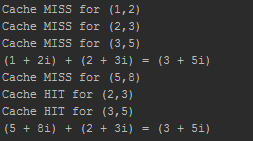 Cache MISS for (1,2)
Cache MISS for (2,3)
Cache MISS for (3,5)
(1 + 2i) + (2 + 3i) = (3 + 5i)
Cache MISS for (5,8)
Cache HIT for (2,3)
Cache HIT for (3,5)
(5 + 8i) + (2 + 3i) = (3 + 5i)